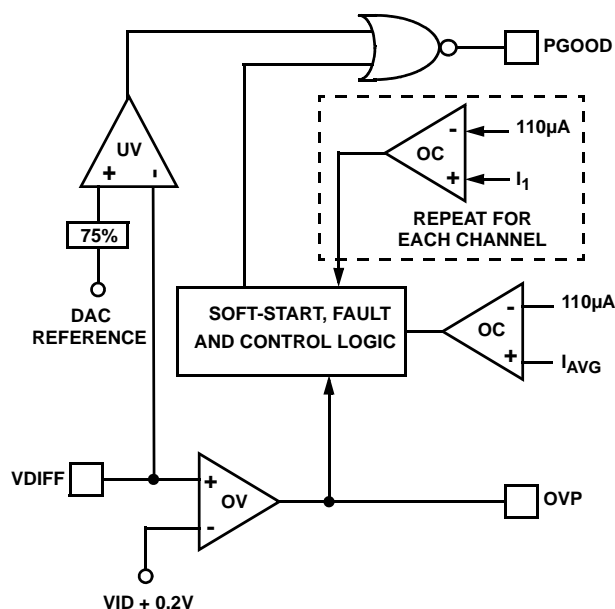 PGOOD
UV
+ -
75%
DAC
REFERENCE
OC
-
+
110µA
I1
REPEAT FOR
EACH CHANNEL
SOFT-START, FAULT
AND CONTROL LOGIC
OC
-
+
110µA
IAVG
VDIFF
+
OV
-
OVP
VID + 0.2V